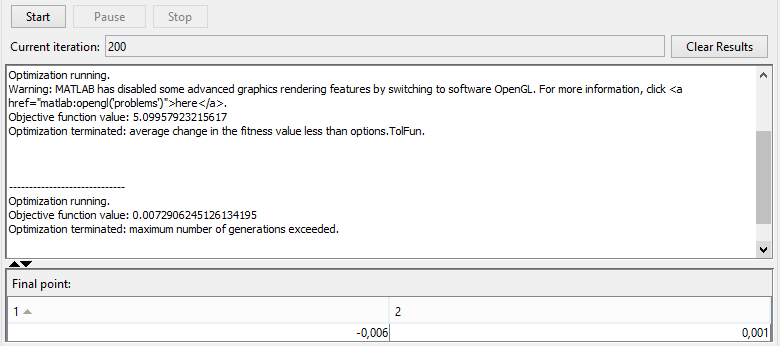 Start Pause Stop
Current iteration: 200 Clear Results
Optimization running.
Warning: MATLAB has disabled some advanced graphics rendering features by switching to software OpenGL. For more information, click <a
href="matlab:opengl('problems')">here</a>.
Objective function value: 5.09957923215617
Optimization terminated: average change in the fitness value less than options.TolFun.
-----------------------------
Optimization running.
Objective function value: 0.0072906245126134195
Optimization terminated: maximum number of generations exceeded.
Final point:
1 2
-0,006 0,001